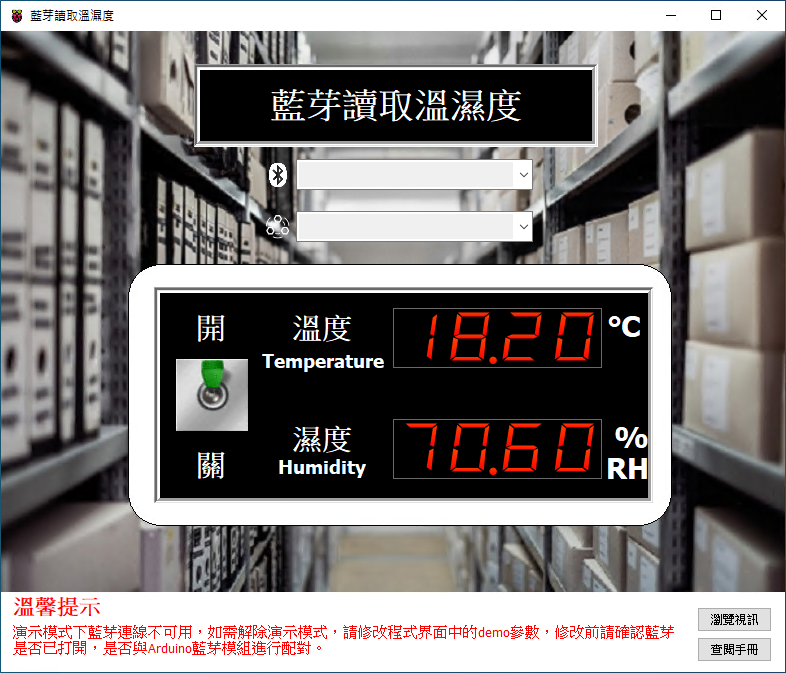 藍芽讀取溫濕度
藍芽讀取溫濕度
開
溫度
Temperature
18.20
°C
濕度
Humidity
70.60
%
RH
關
溫馨提示
演示模式下藍芽連線不可用，如需解除演示模式，請修改程式界面中的demo參數，修改前請確認藍芽
是否已打開，是否與Arduino藍芽模組進行配對。
瀏覽視訊
查閱手冊